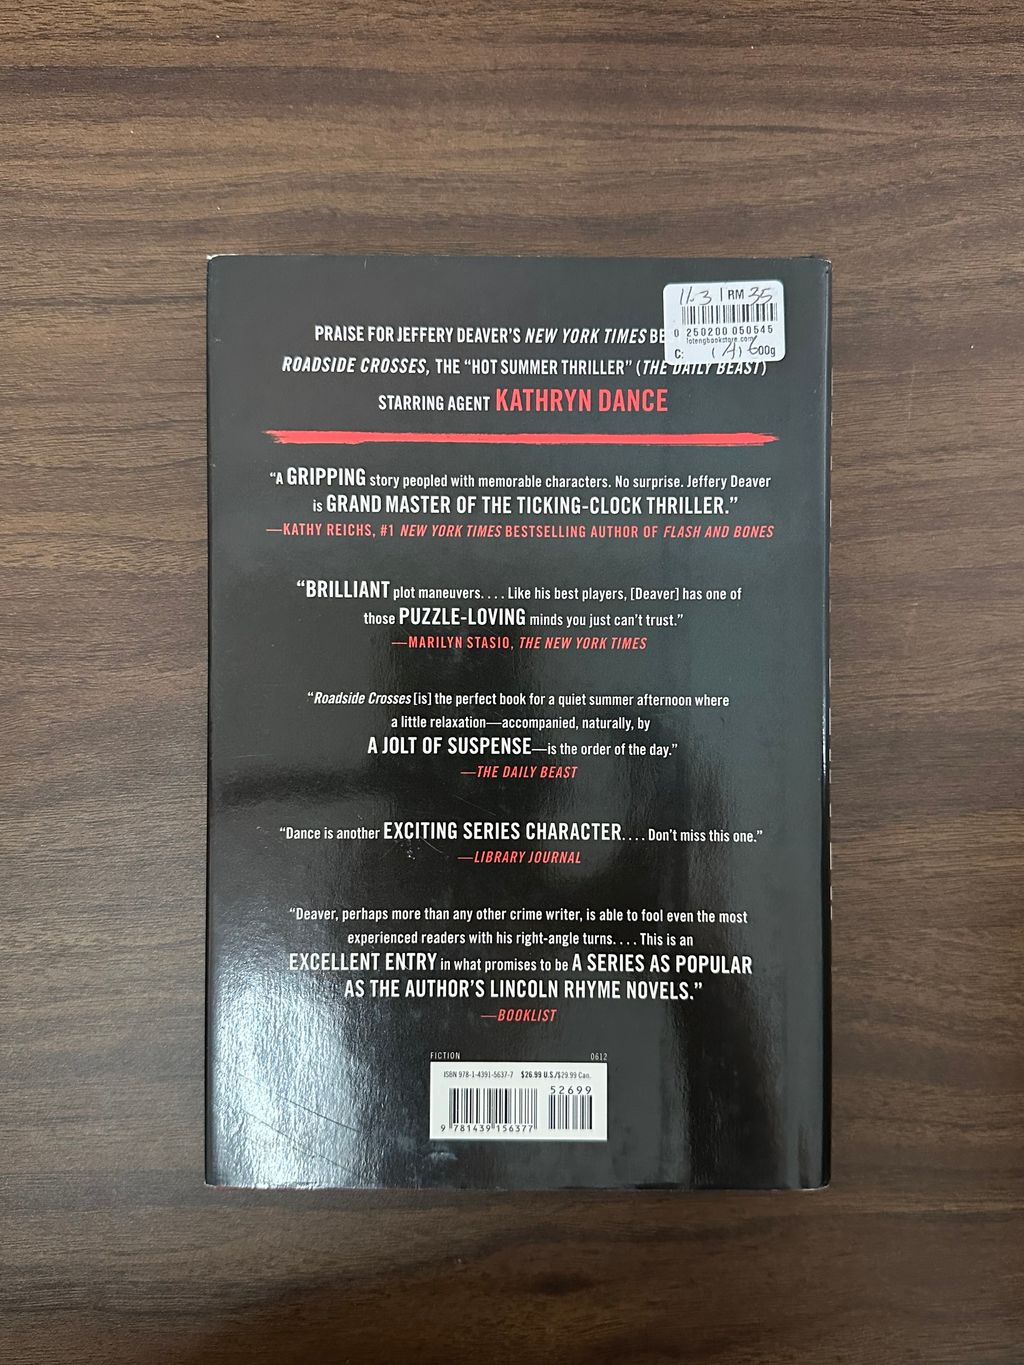 11-3 RM 35
0 250200 050545
lotengbookstore.com
C: 600g
PRAISE FOR JEFFERY DEAVER'S NEW YORK TIMES
ROADSIDE CROSSES, THE “HOT SUMMER THRILLER” (THE DAILY BEAST)
STARRING AGENT KATHRYN DANCE
“A GRIPPING story peopled with memorable characters. No surprise. Jeffery Deaver
is GRAND MASTER OF THE TICKING-CLOCK THRILLER.”
—KATHY REICHS, #1 NEW YORK TIMES BESTSELLING AUTHOR OF FLASH AND BONES
“BRILLIANT plot maneuvers. . . . Like his best players, [Deaver] has one of
those PUZZLE-LOVING minds you just can't trust.”
—MARILYN STASIO, THE NEW YORK TIMES
“Roadside Crosses [is] the perfect book for a quiet summer afternoon where
a little relaxation—accompanied, naturally, by
A JOLT OF SUSPENSE—is the order of the day.”
—THE DAILY BEAST
“Dance is another EXCITING SERIES CHARACTER. . . . Don't miss this one.”
—LIBRARY JOURNAL
“Deaver, perhaps more than any other crime writer, is able to fool even the most
experienced readers with his right-angle turns. . . . This is an
EXCELLENT ENTRY in what promises to be A SERIES AS POPULAR
AS THE AUTHOR'S LINCOLN RHYME NOVELS.”
—BOOKLIST
FICTION 0612
ISBN 978-1-4391-5637-7 $26.99 U.S./$29.99 Can.
52699
9 781439 156377